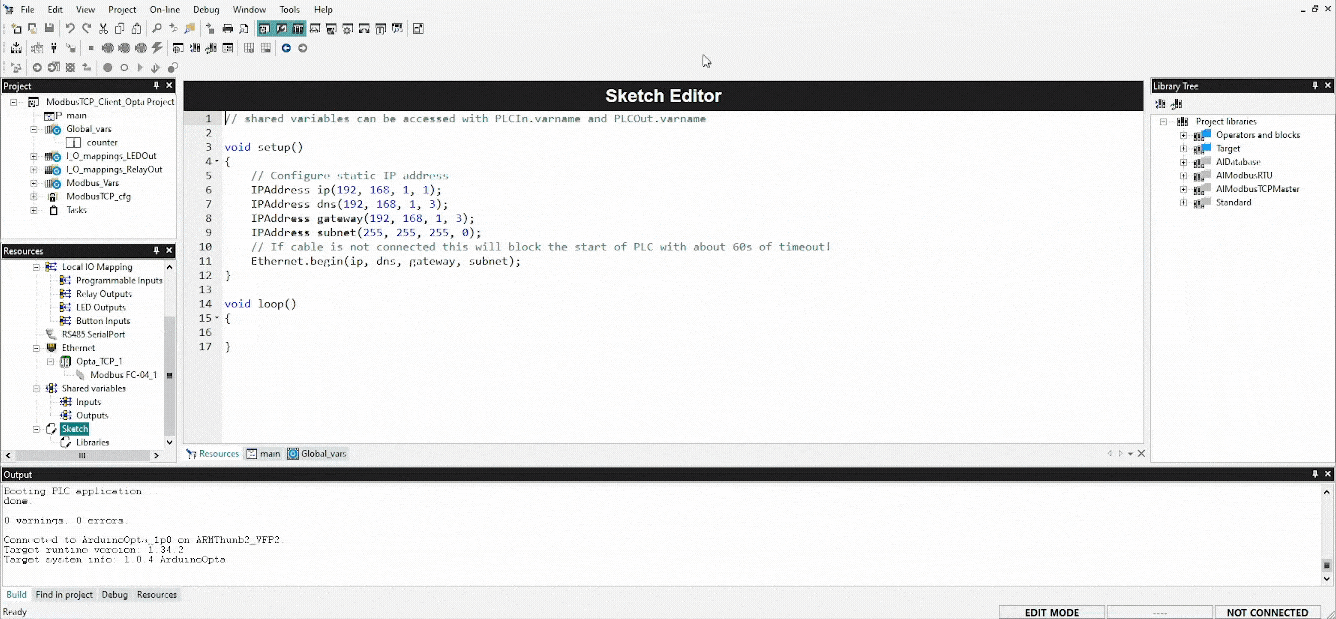 File Edit View Project On-line Debug Window Tools Help
Project
ModbusTCP_Client_Opta Project
main
Global_vars
counter
I_O_mappings_LEDOut
I_O_mappings_RelayOut
Modbus_Vars
ModbusTCP_cfg
Tasks
Resources
Local IO Mapping
Programmable Inputs
Relay Outputs
LED Outputs
Button Inputs
RS485 SerialPort
Ethernet
Opta_TCP_1
Modbus FC-04_1
Shared variables
Inputs
Outputs
Sketch
Libraries
Sketch Editor
1 // shared variables can be accessed with PLCIn.varname and PLCOut.varname
2
3 void setup()
4 {
5 // Configure static IP address
6 IPAddress ip(192, 168, 1, 1);
7 IPAddress dns(192, 168, 1, 3);
8 IPAddress gateway(192, 168, 1, 3);
9 IPAddress subnet(255, 255, 255, 0);
10 // If cable is not connected this will block the start of PLC with about 60s of timeout!
11 Ethernet.begin(ip, dns, gateway, subnet);
12 }
13
14 void loop()
15 {
16
17 }
Resources main Global_vars
Library Tree
Project libraries
Operators and blocks
Target
AlDatabase
AlModbusRTU
AlModbusTCPMaster
Standard
Output
Booting PLC application
done.
0 warnings, 0 errors.
Connected to ArduinoOpta_1p0 on ARMThumb2_VFP2.
Target runtime version: 1.34.2
Target system info: 1.0.4 ArduinoOpta
Build Find in project Debug Resources
Ready
EDIT MODE ---- NOT CONNECTED